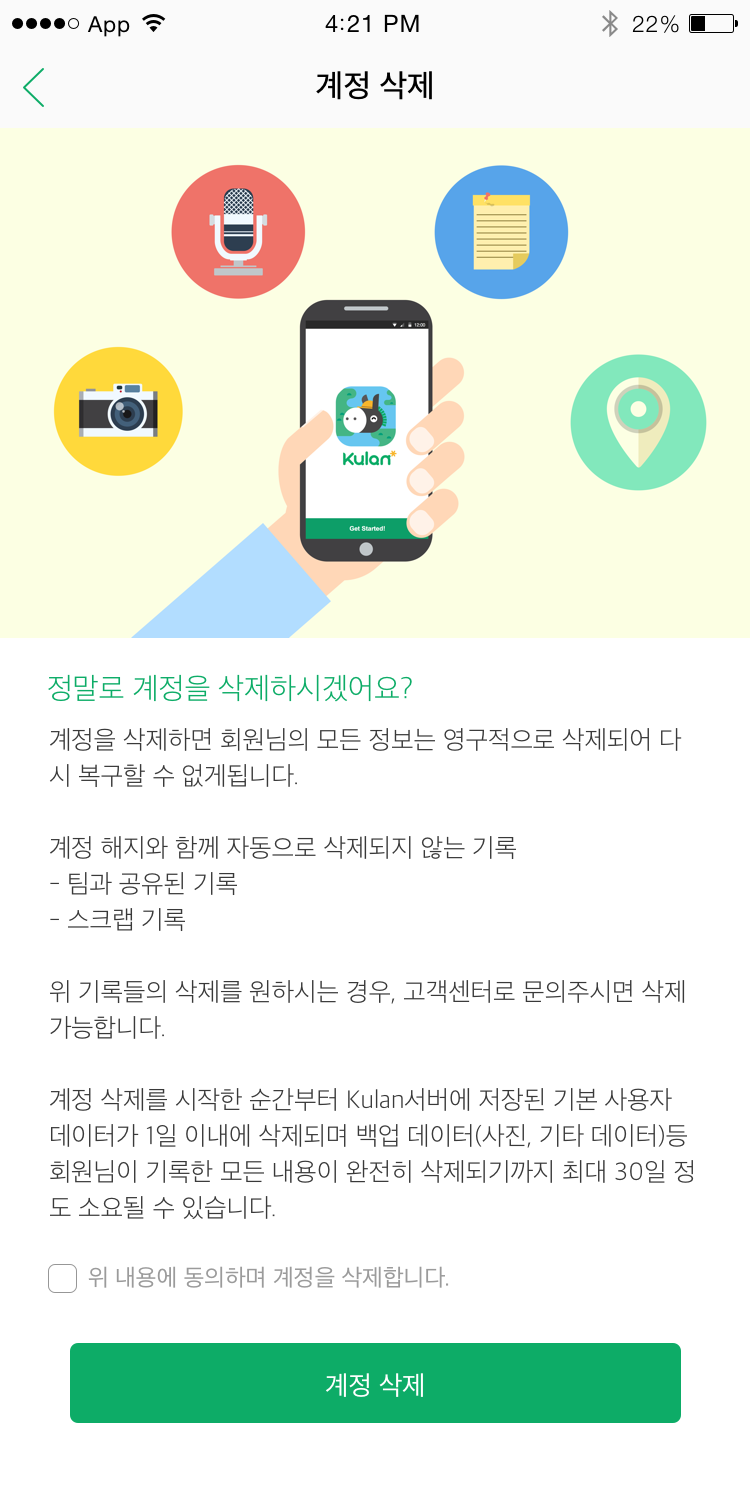 App
4:21 PM
22%
계정 삭제
12:00
Kulan
Get Started!
정말로 계정을 삭제하시겠어요?
계정을 삭제하면 회원님의 모든 정보는 영구적으로 삭제되어 다
시 복구할 수 없게됩니다.
계정 해지와 함께 자동으로 삭제되지 않는 기록
- 팀과 공유된 기록
- 스크랩 기록
위 기록들의 삭제를 원하시는 경우, 고객센터로 문의주시면 삭제
가능합니다.
계정 삭제를 시작한 순간부터 Kulan서버에 저장된 기본 사용자
데이터가 1일 이내에 삭제되며 백업 데이터(사진, 기타 데이터)등
회원님이 기록한 모든 내용이 완전히 삭제되기까지 최대 30일 정
도 소요될 수 있습니다.
위 내용에 동의하며 계정을 삭제합니다.
계정 삭제